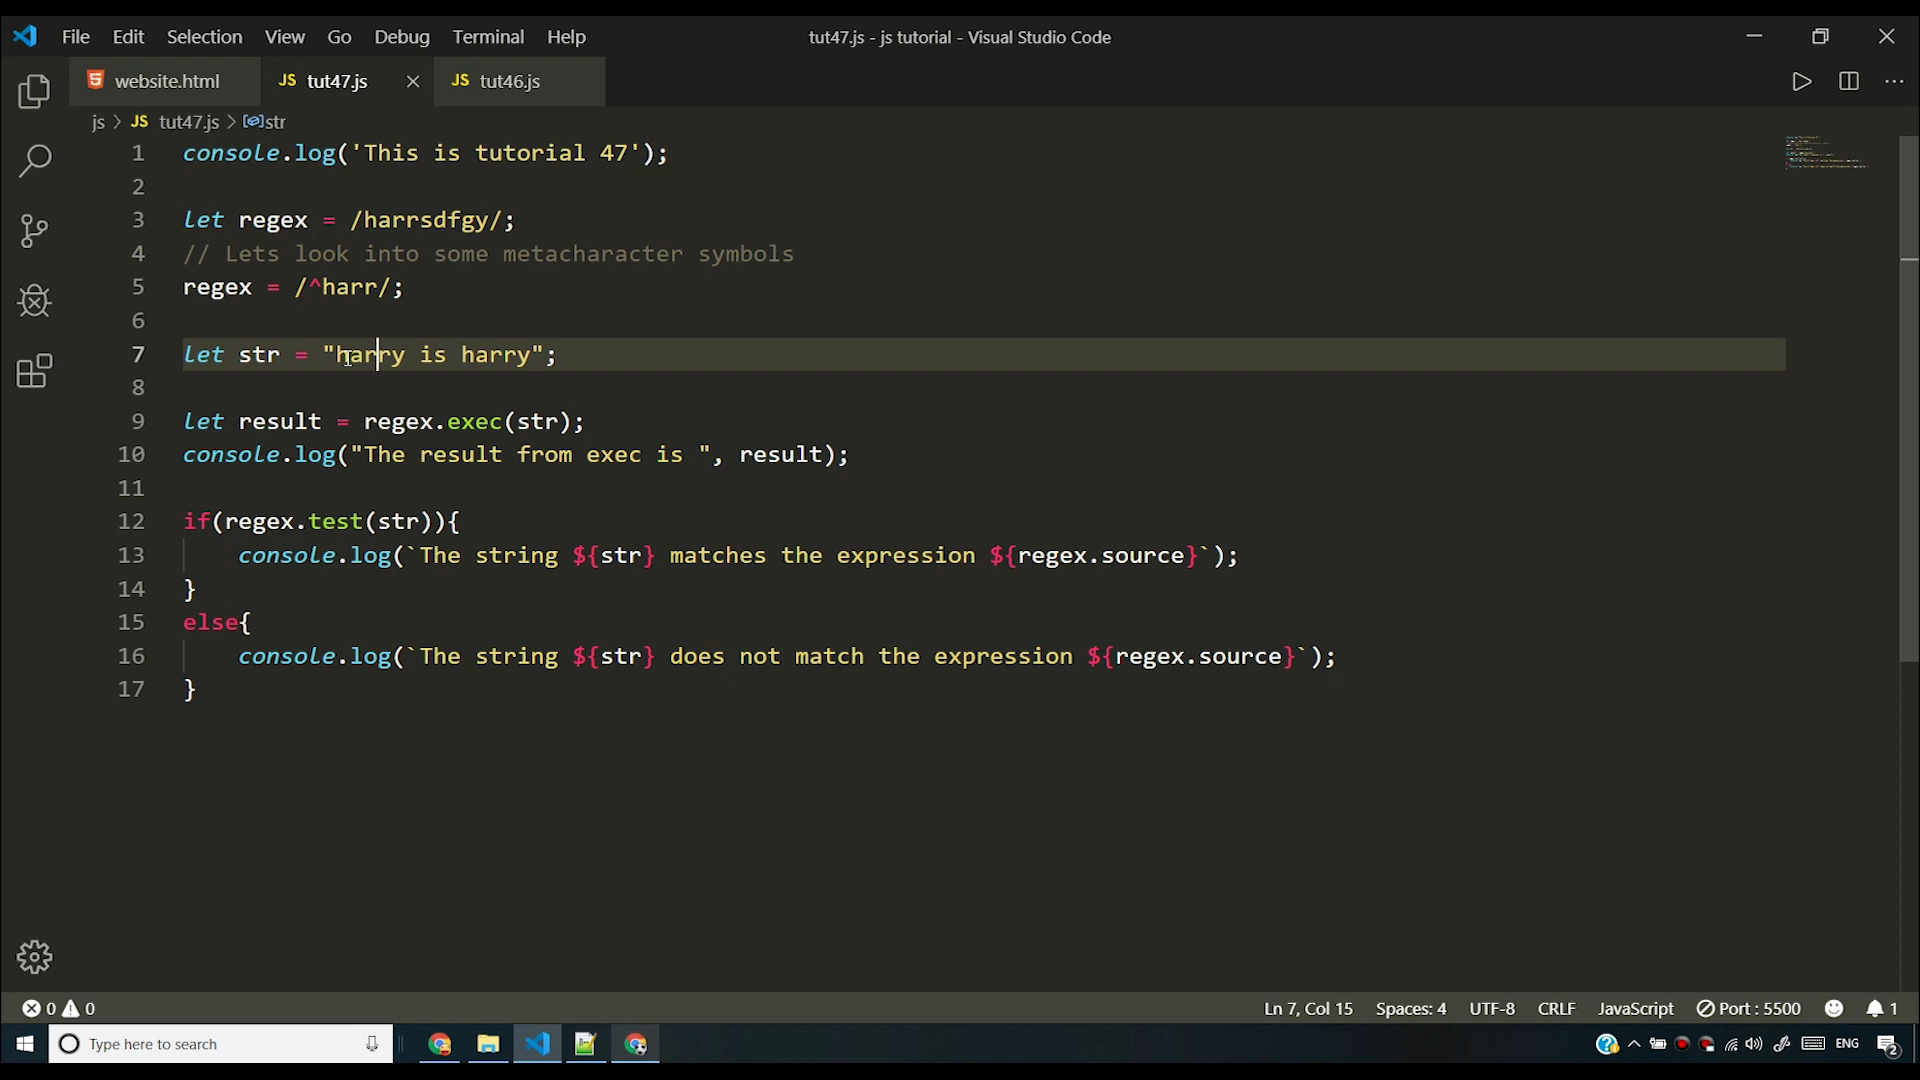 File Edit Selection View Go Debug Terminal Help tut47.js - js tutorial - Visual Studio Code
website.html JS tut47.js JS tut46.js
js > JS tut47.js > str
1 console.log('This is tutorial 47');
2
3 let regex = /harrsdfgy/;
4 // Lets look into some metacharacter symbols
5 regex = /^harr/;
6
7 let str = "harry is harry";
8
9 let result = regex.exec(str);
10 console.log("The result from exec is ", result);
11
12 if(regex.test(str)){
13 console.log(`The string ${str} matches the expression ${regex.source}`);
14 }
15 else{
16 console.log(`The string ${str} does not match the expression ${regex.source}`);
17 }
0 0 Ln 7, Col 15 Spaces: 4 UTF-8 CRLF JavaScript Port : 5500 1
Type here to search ENG 2